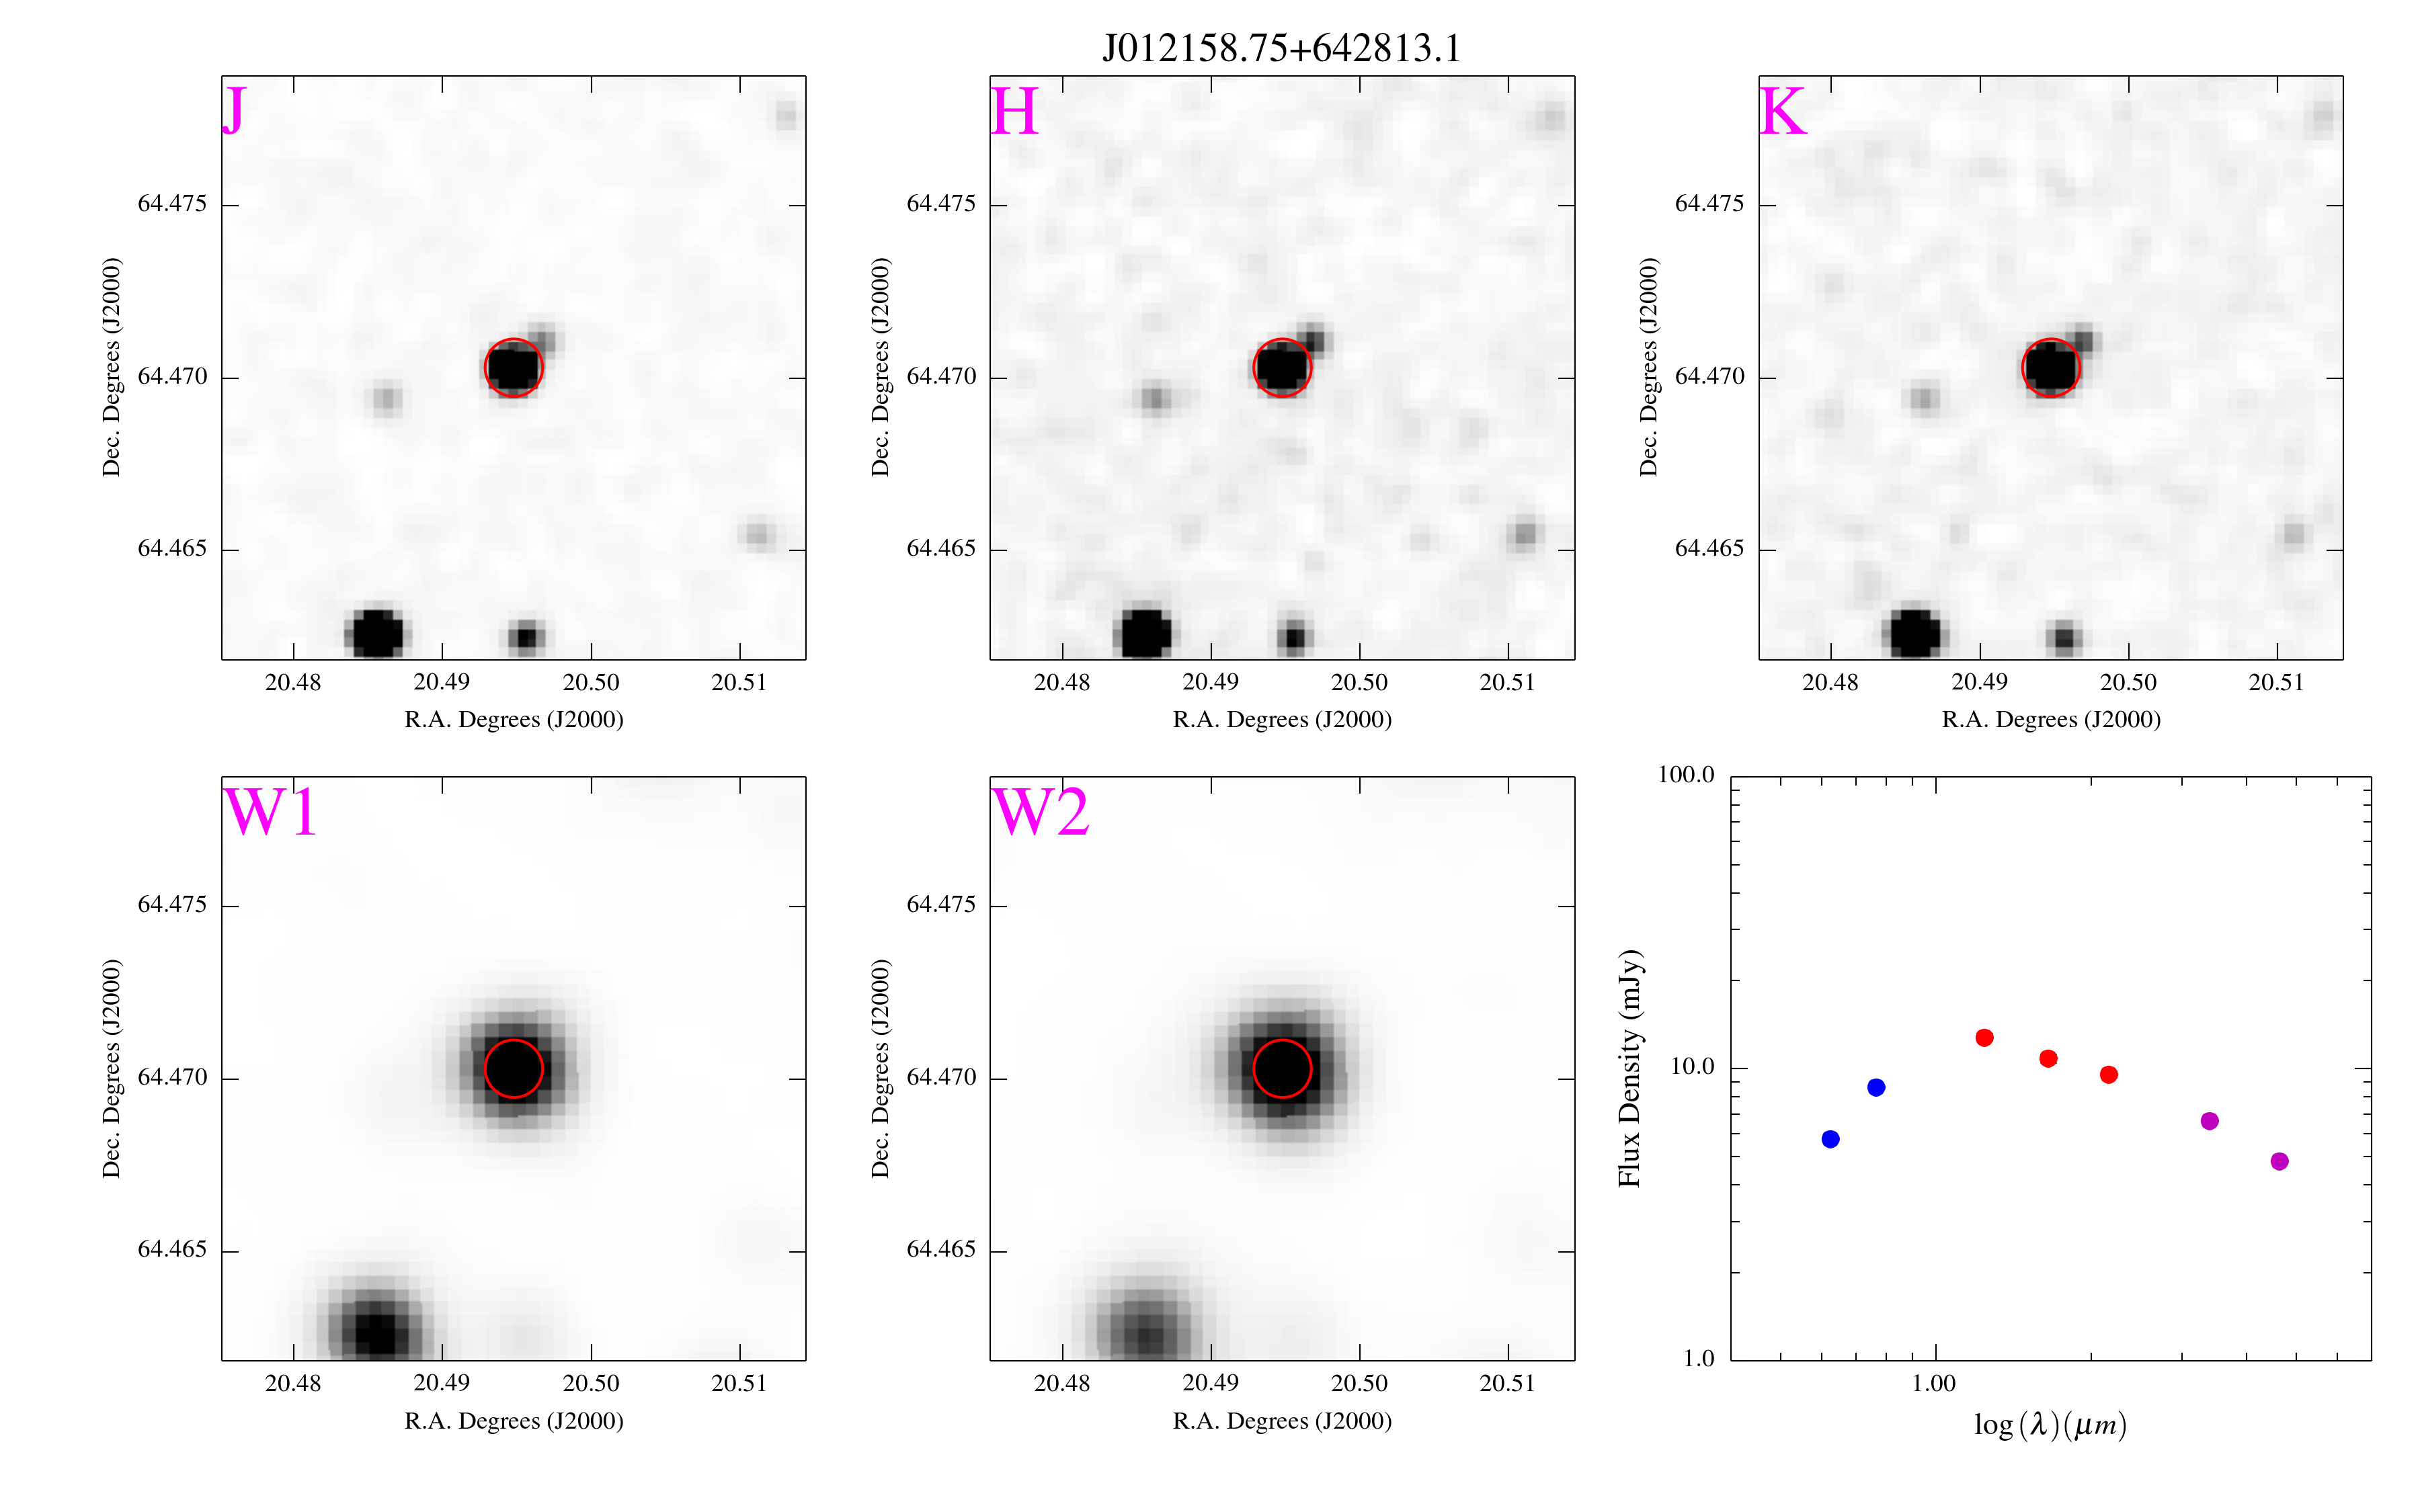 J012158.75+642813.1
J
64.475
64.470
64.465
Dec. Degrees (J2000)
20.48 20.49 20.50 20.51
R.A. Degrees (J2000)
H
64.475
64.470
64.465
Dec. Degrees (J2000)
20.48 20.49 20.50 20.51
R.A. Degrees (J2000)
K
64.475
64.470
64.465
Dec. Degrees (J2000)
20.48 20.49 20.50 20.51
R.A. Degrees (J2000)
W1
64.475
64.470
64.465
Dec. Degrees (J2000)
20.48 20.49 20.50 20.51
R.A. Degrees (J2000)
W2
64.475
64.470
64.465
Dec. Degrees (J2000)
20.48 20.49 20.50 20.51
R.A. Degrees (J2000)
100.0
10.0
1.0
Flux Density (mJy)
1.00
log(λ)(μm)